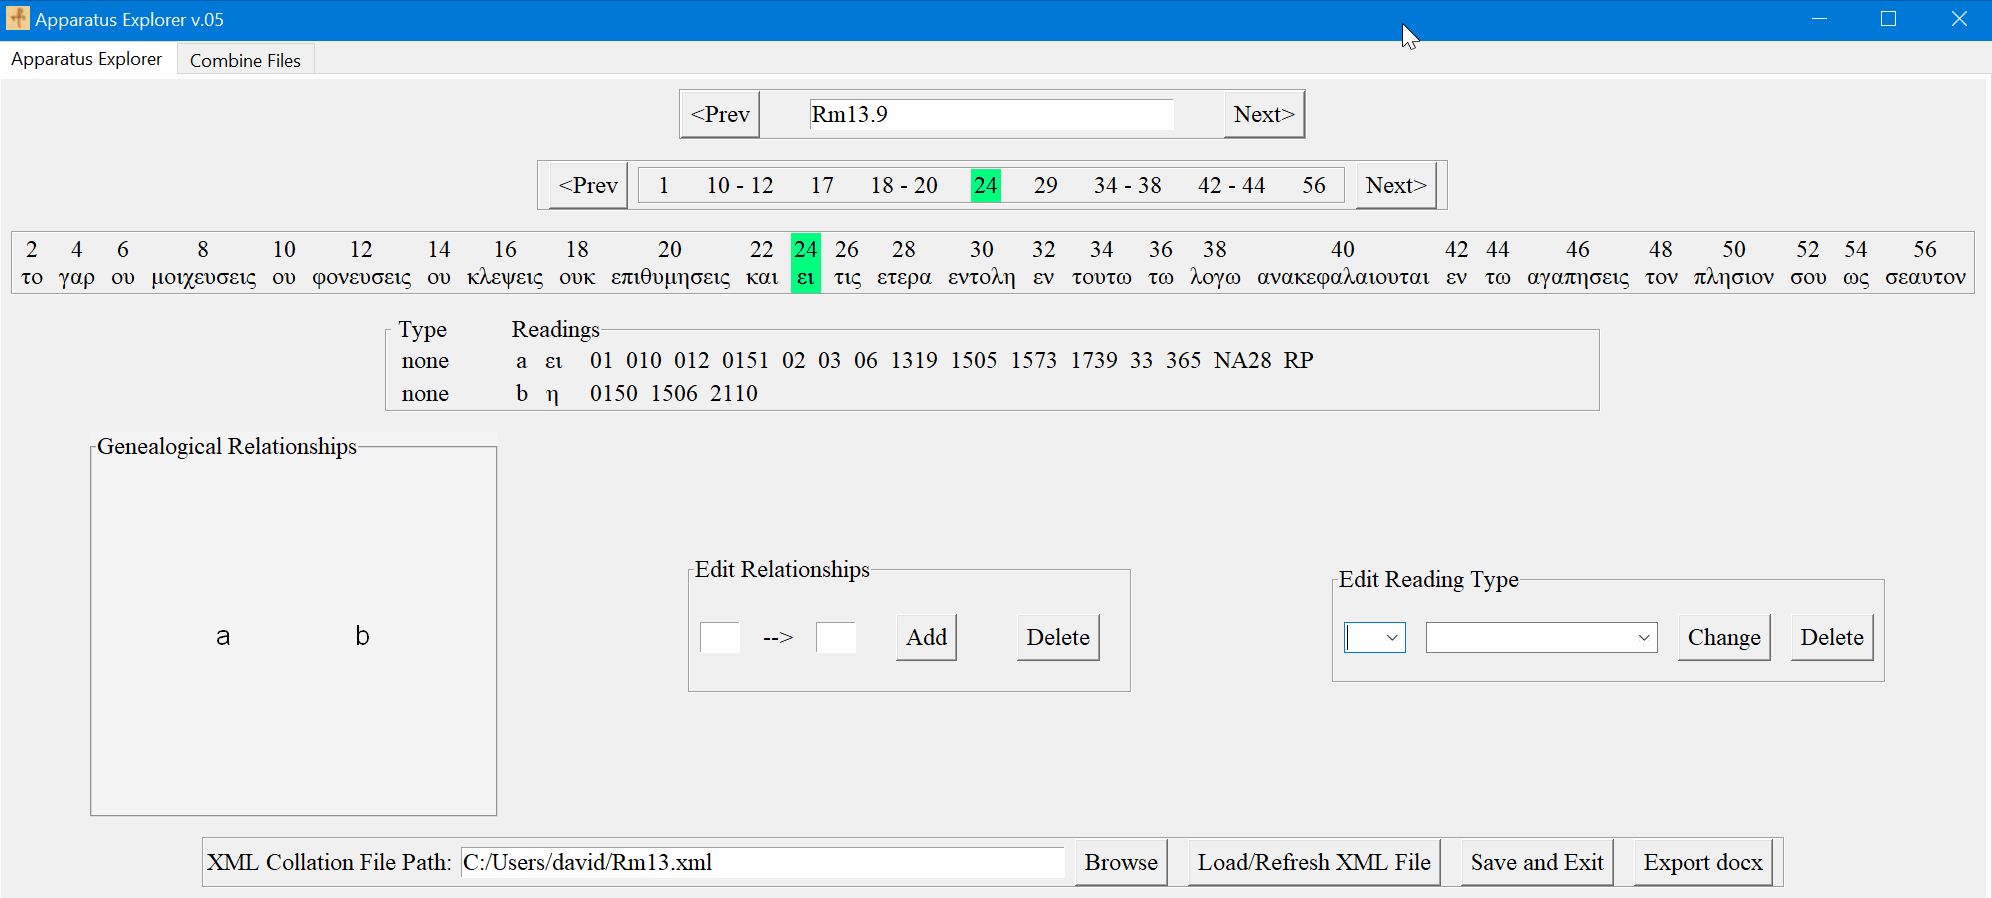 Apparatus Explorer v.05
Apparatus Explorer Combine Files
<Prev Rm13.9 Next>
<Prev 1 10 - 12 17 18 - 20 24 29 34 - 38 42 - 44 56 Next>
2 4 6 8 10 12 14 16 18 20 22 24 26 28 30 32 34 36 38 40 42 44 46 48 50 52 54 56
το γαρ ου μοιχευσεις ου φονευσεις ου κλεψεις ουκ επιθυμησεις και ει τις ετερα εντολη εν τουτω τω λογω ανακεφαλαιουται εν τω αγαπησεις τον πλησιον σου ως σεαυτον
Type Readings
none a ει 01 010 012 0151 02 03 06 1319 1505 1573 1739 33 365 NA28 RP
none b η 0150 1506 2110
Genealogical Relationships
a b
Edit Relationships
--> Add Delete
Edit Reading Type
Change Delete
XML Collation File Path: C:/Users/david/Rm13.xml Browse Load/Refresh XML File Save and Exit Export docx